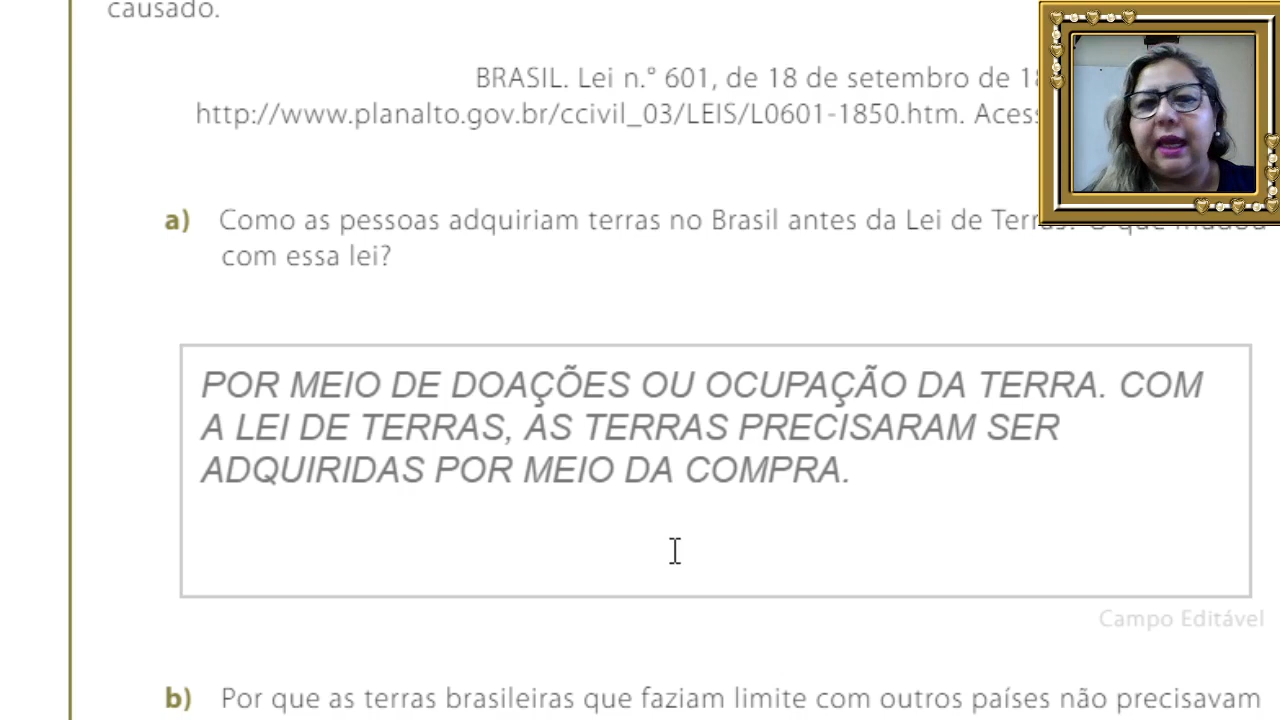 causado.
BRASIL. Lei n.° 601, de 18 de setembro de
http://www.planalto.gov.br/ccivil_03/LEIS/L0601-1850.htm.
a) Como as pessoas adquiriam terras no Brasil antes da Lei de
com essa lei?
POR MEIO DE DOAÇÕES OU OCUPAÇÃO DA TERRA. COM
A LEI DE TERRAS, AS TERRAS PRECISARAM SER
ADQUIRIDAS POR MEIO DA COMPRA.
Campo Editável
b) Por que as terras brasileiras que faziam limite com outros países não precisavam